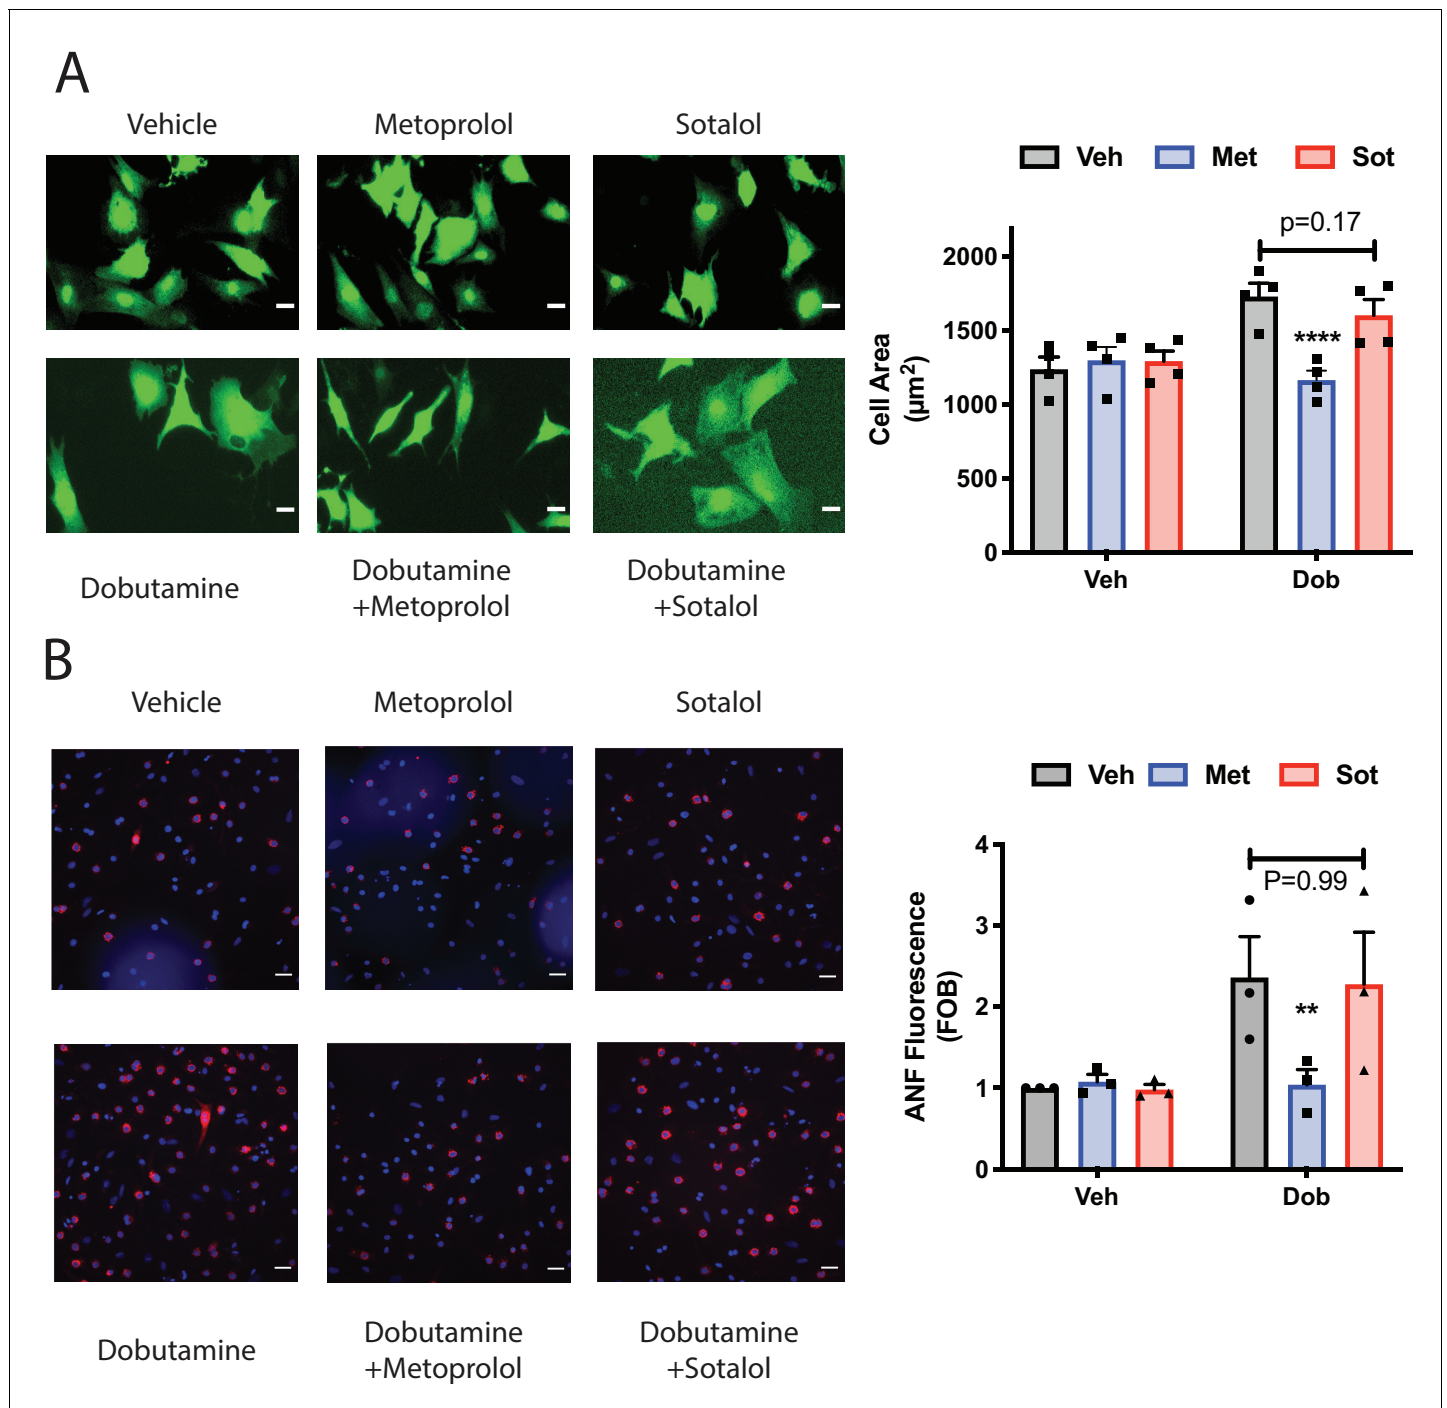 A
Vehicle
Metoprolol
Sotalol
Dobutamine
Dobutamine
+Metoprolol
Dobutamine
+Sotalol
Veh
Met
Sot
p=0.17
****
Cell Area
(µm²)
2000
1500
1000
500
0
Veh
Dob
B
Vehicle
Metoprolol
Sotalol
Dobutamine
Dobutamine
+Metoprolol
Dobutamine
+Sotalol
Veh
Met
Sot
P=0.99
**
ANF Fluorescence
(FOB)
4
3
2
1
0
Veh
Dob